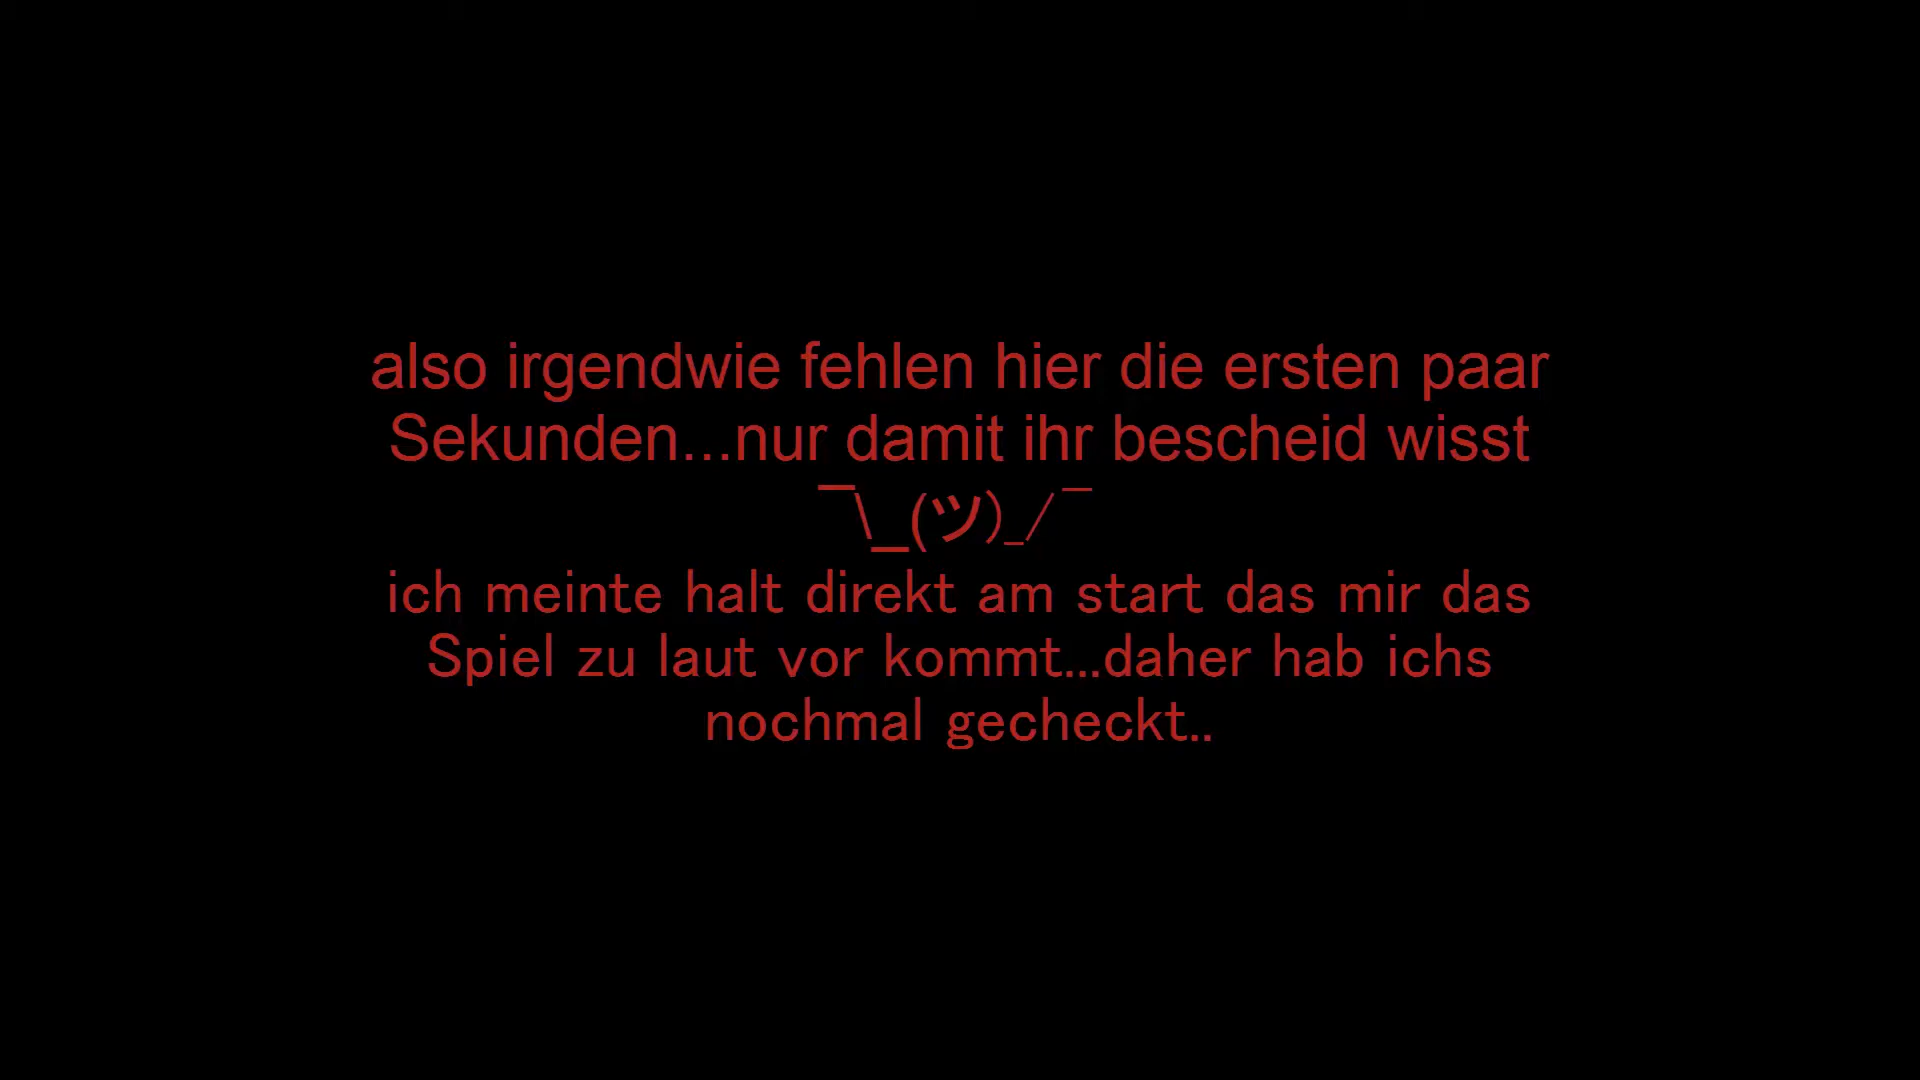 also irgendwie fehlen hier die ersten paar
Sekunden...nur damit ihr bescheid wisst
¯\_(ツ)_/¯
ich meinte halt direkt am start das mir das
Spiel zu laut vor kommt...daher hab ichs
nochmal gecheckt..